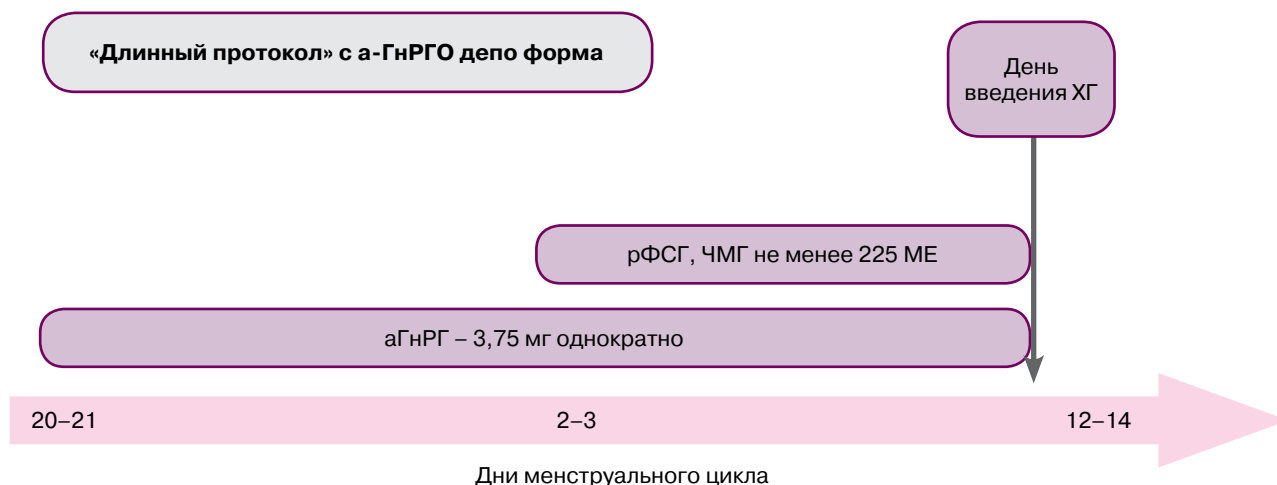 «Длинный протокол» с а-ГнРГО депо форма
День
введения ХГ
рФСГ, ЧМГ не менее 225 МЕ
аГнРГ – 3,75 мг однократно
20–21 2–3 12–14
Дни менструального цикла